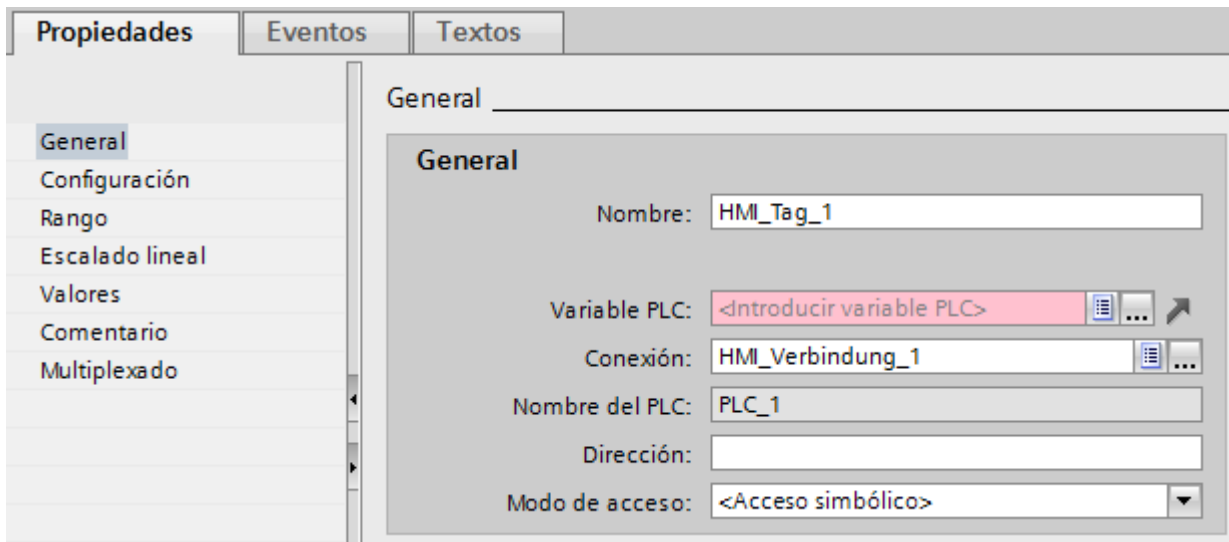 Propiedades Eventos Textos
General
General
Configuración
Rango
Escalado lineal
Valores
Comentario
Multiplexado
General
Nombre: HMI_Tag_1
Variable PLC: <Introducir variable PLC> ...
Conexión: HMI_Verbindung_1 ...
Nombre del PLC: PLC_1
Dirección:
Modo de acceso: <Acceso simbólico>